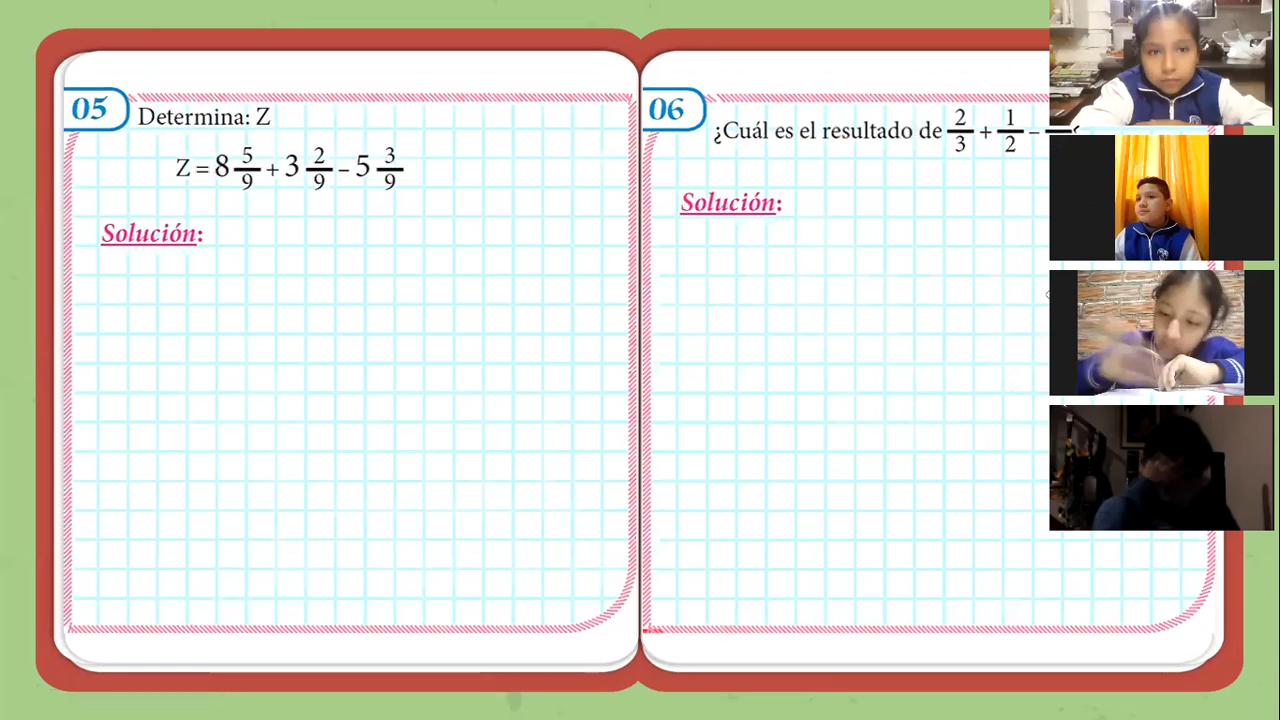 05
Determina: Z
Z = 8 5/9 + 3 2/9 – 5 3/9
Solución:
06
¿Cuál es el resultado de 2/3 + 1/2 –
Solución: